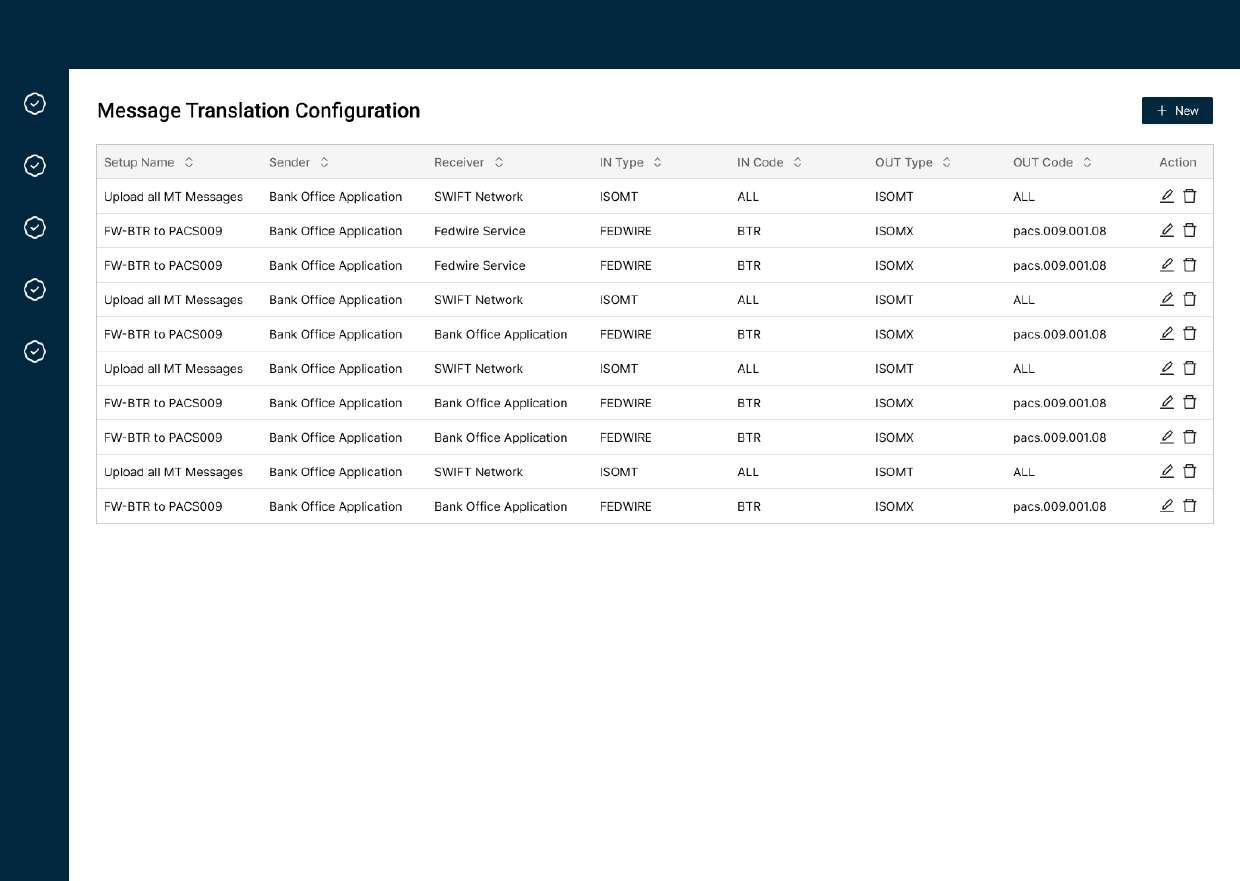 Message Translation Configuration
New
Setup Name Sender Receiver IN Type IN Code OUT Type OUT Code Action
Upload all MT Messages Bank Office Application SWIFT Network ISOMT ALL ISOMT ALL
FW-BTR to PACS009 Bank Office Application Fedwire Service FEDWIRE BTR ISOMX pacs.009.001.08
FW-BTR to PACS009 Bank Office Application Fedwire Service FEDWIRE BTR ISOMX pacs.009.001.08
Upload all MT Messages Bank Office Application SWIFT Network ISOMT ALL ISOMT ALL
FW-BTR to PACS009 Bank Office Application Bank Office Application FEDWIRE BTR ISOMX pacs.009.001.08
Upload all MT Messages Bank Office Application SWIFT Network ISOMT ALL ISOMT ALL
FW-BTR to PACS009 Bank Office Application Bank Office Application FEDWIRE BTR ISOMX pacs.009.001.08
FW-BTR to PACS009 Bank Office Application Bank Office Application FEDWIRE BTR ISOMX pacs.009.001.08
Upload all MT Messages Bank Office Application SWIFT Network ISOMT ALL ISOMT ALL
FW-BTR to PACS009 Bank Office Application Bank Office Application FEDWIRE BTR ISOMX pacs.009.001.08